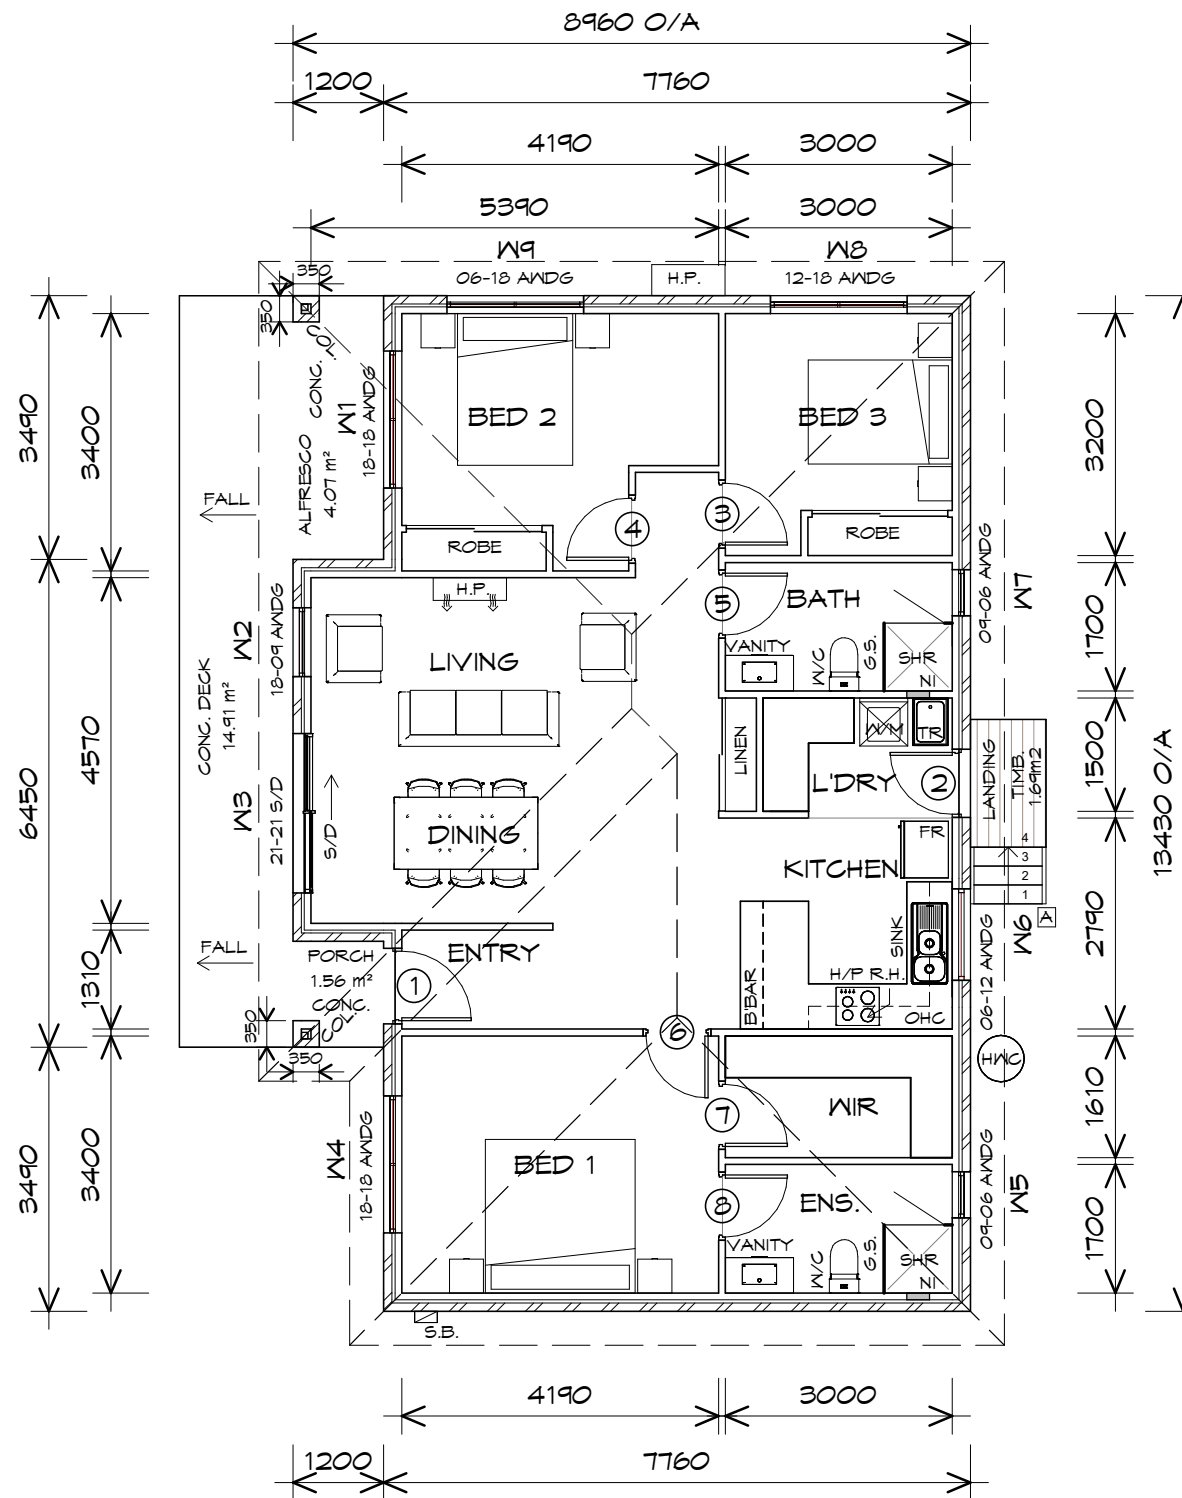 8960 O/A
1200
7760
4190
3000
5390
3000
W9
W8
06-18 AWDG
H.P.
12-18 AWDG
350
350
COL.
CONC.
ALFRESCO
4.07 m²
W1
18-18 AWDG
BED 2
BED 3
3490
3400
3200
FALL
4
3
ROBE
ROBE
H.P.
5
BATH
09-06 AWDG
W7
1700
W2
18-09 AWDG
LIVING
VANITY
W/C
G.S.
SHR
NI
CONC. DECK
14.91 m²
LINEN
W/M
TR
LANDING
TIMB.
1.69m2
1500
6450
4570
W3
21-21 S/D
S/D
DINING
L'DRY
2
13430 O/A
FR
4
3
2
1
KITCHEN
A
W6
06-12 AWDG
2790
SINK
FALL
PORCH
1.56 m²
CONC.
COL.
ENTRY
1
B'BAR
H/P R.H.
OHC
1310
350
350
6
HWC
W4
18-18 AWDG
7
WIR
1610
3490
3400
BED 1
09-06 AWDG
W5
8
ENS.
1700
VANITY
W/C
G.S.
SHR
NI
S.B.
4190
3000
1200
7760